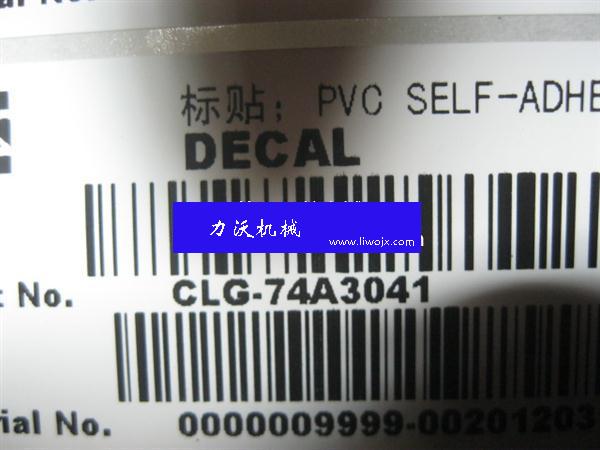 标贴; PVC SELF-ADHE
DECAL
力沃机械
www.liwojx.com
No.
CLG-74A3041
No.
0000009999-00201203